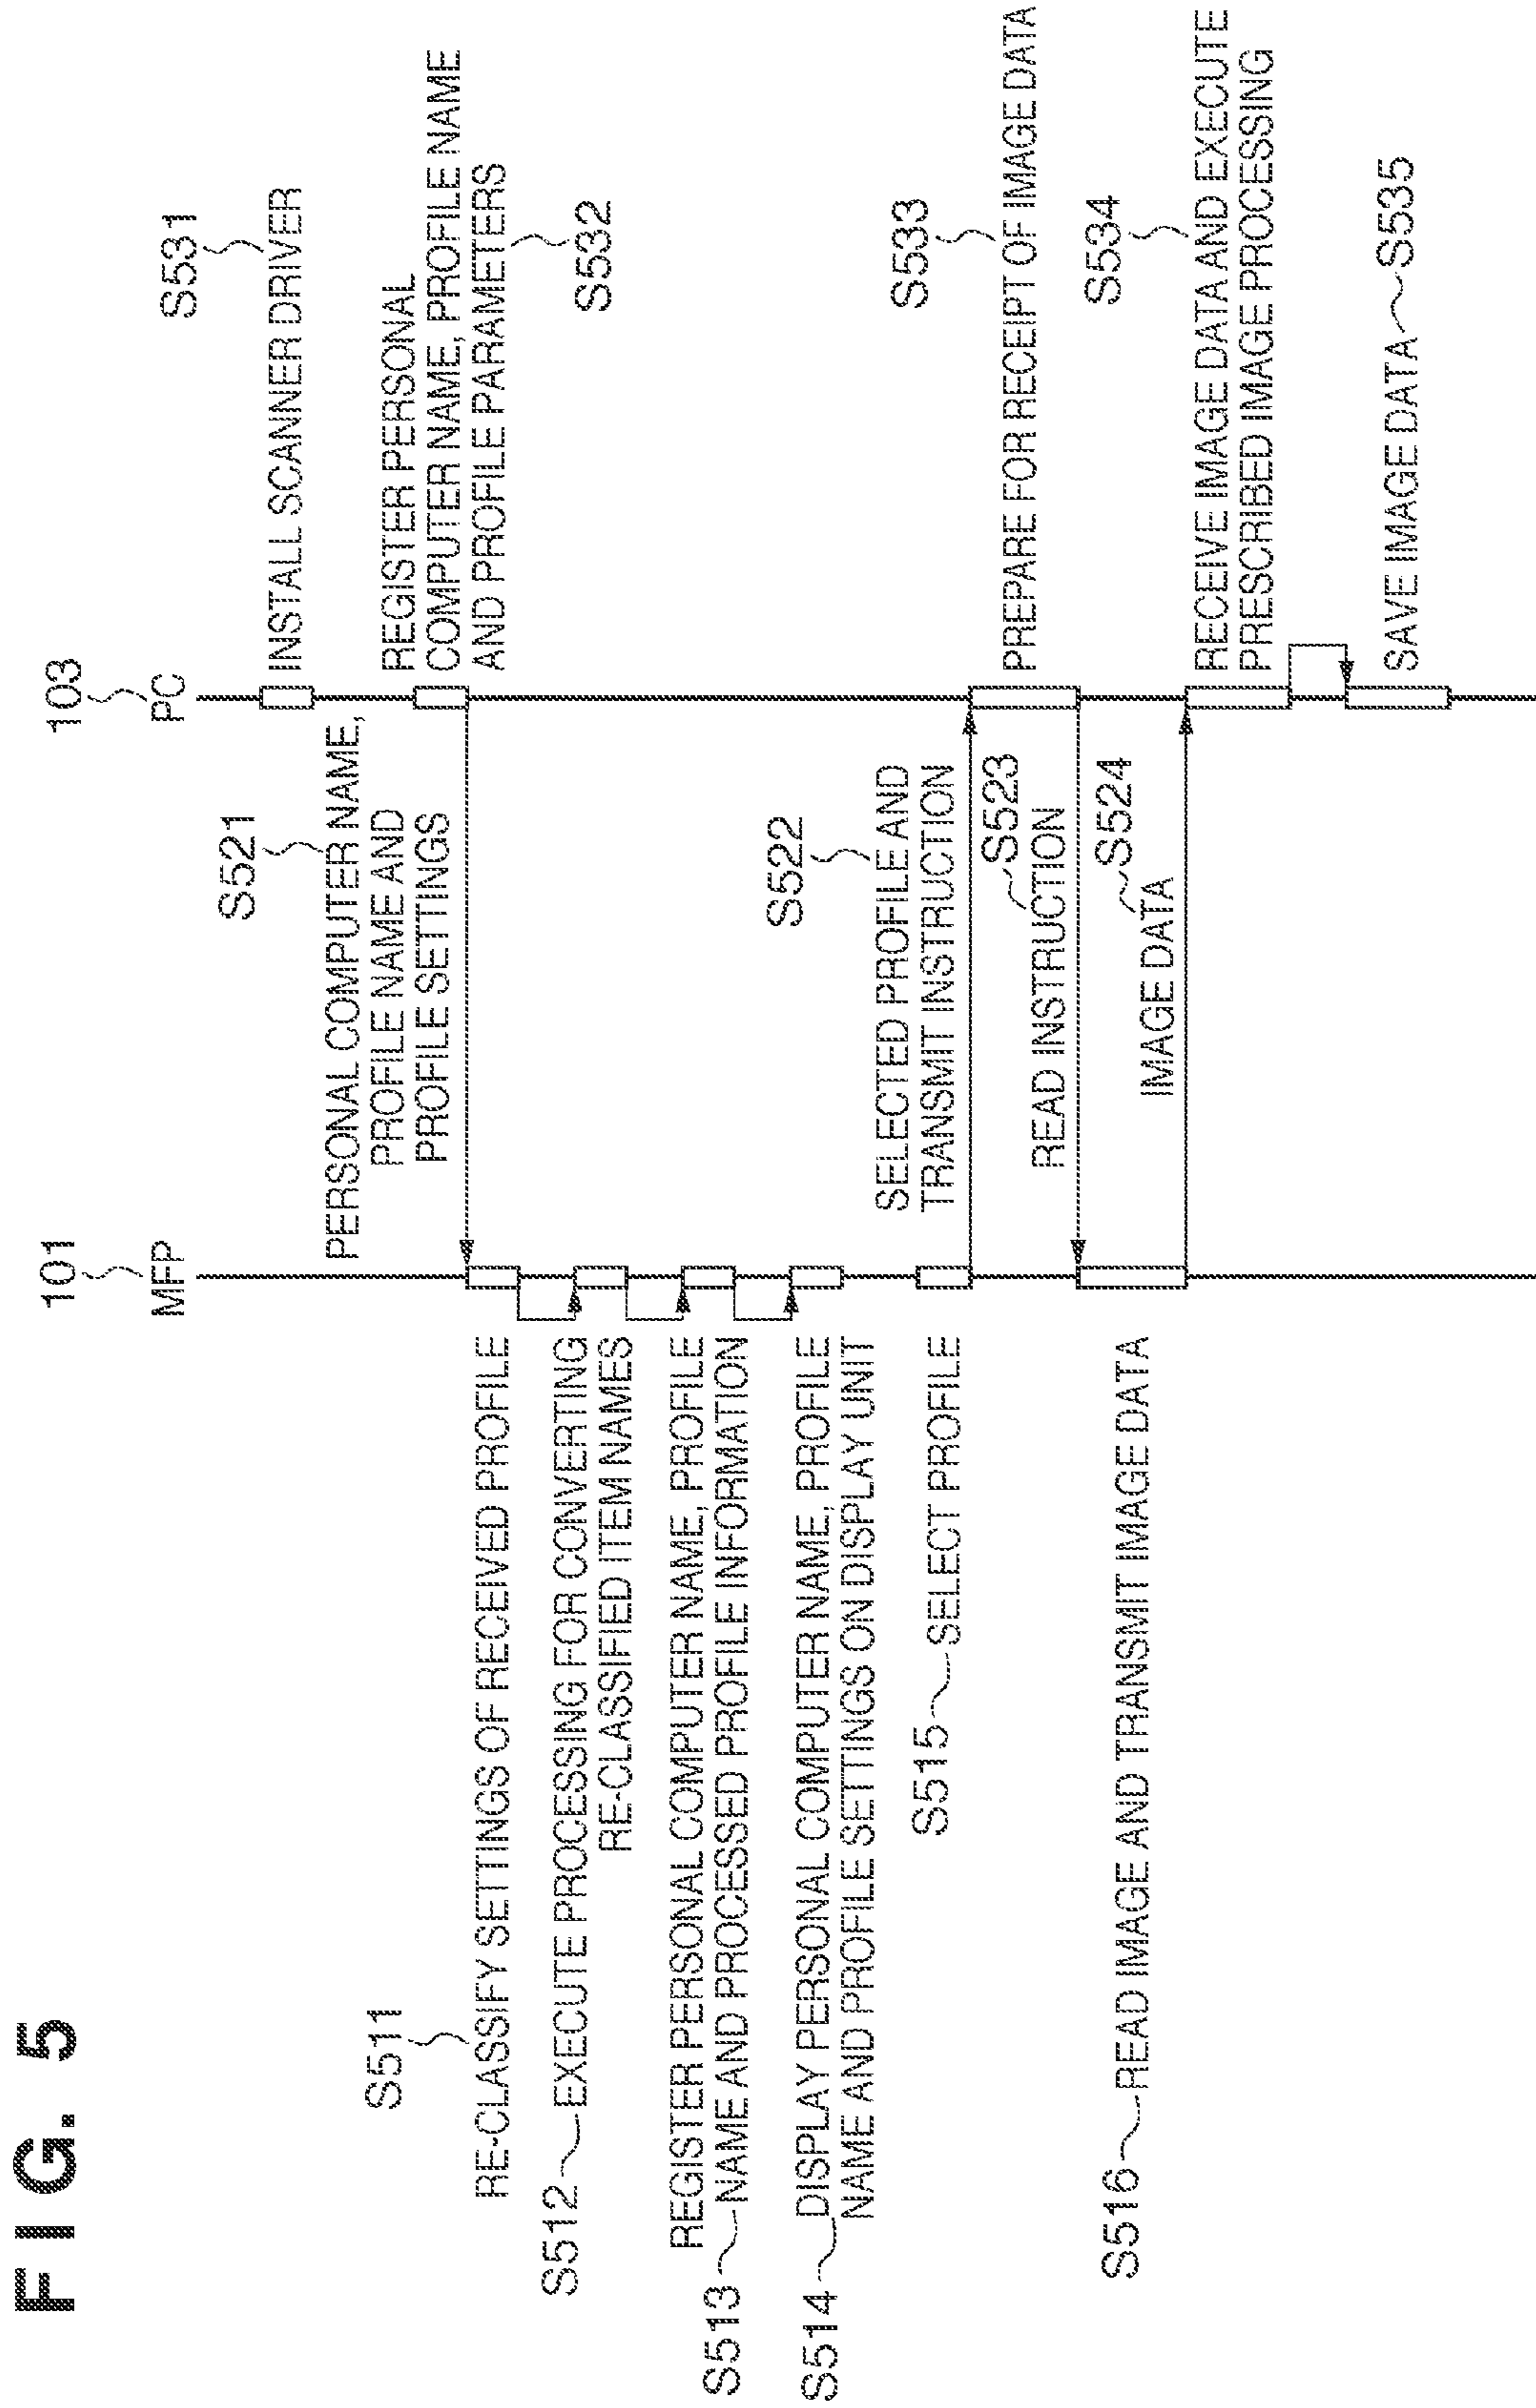 FIG. 5
101
MFP
103
PC
S531
INSTALL SCANNER DRIVER
REGISTER PERSONAL
COMPUTER NAME, PROFILE NAME
AND PROFILE PARAMETERS
S532
S521
PERSONAL COMPUTER NAME,
PROFILE NAME AND
PROFILE SETTINGS
S511
RE-CLASSIFY SETTINGS OF RECEIVED PROFILE
S512
EXECUTE PROCESSING FOR CONVERTING
RE-CLASSIFIED ITEM NAMES
REGISTER PERSONAL COMPUTER NAME, PROFILE
S513
NAME AND PROCESSED PROFILE INFORMATION
S514
DISPLAY PERSONAL COMPUTER NAME, PROFILE
NAME AND PROFILE SETTINGS ON DISPLAY UNIT
S515
SELECT PROFILE
S522
SELECTED PROFILE AND
TRANSMIT INSTRUCTION
S533
PREPARE FOR RECEIPT OF IMAGE DATA
S523
READ INSTRUCTION
S516
READ IMAGE AND TRANSMIT IMAGE DATA
S524
IMAGE DATA
S534
RECEIVE IMAGE DATA AND EXECUTE
PRESCRIBED IMAGE PROCESSING
SAVE IMAGE DATA
S535